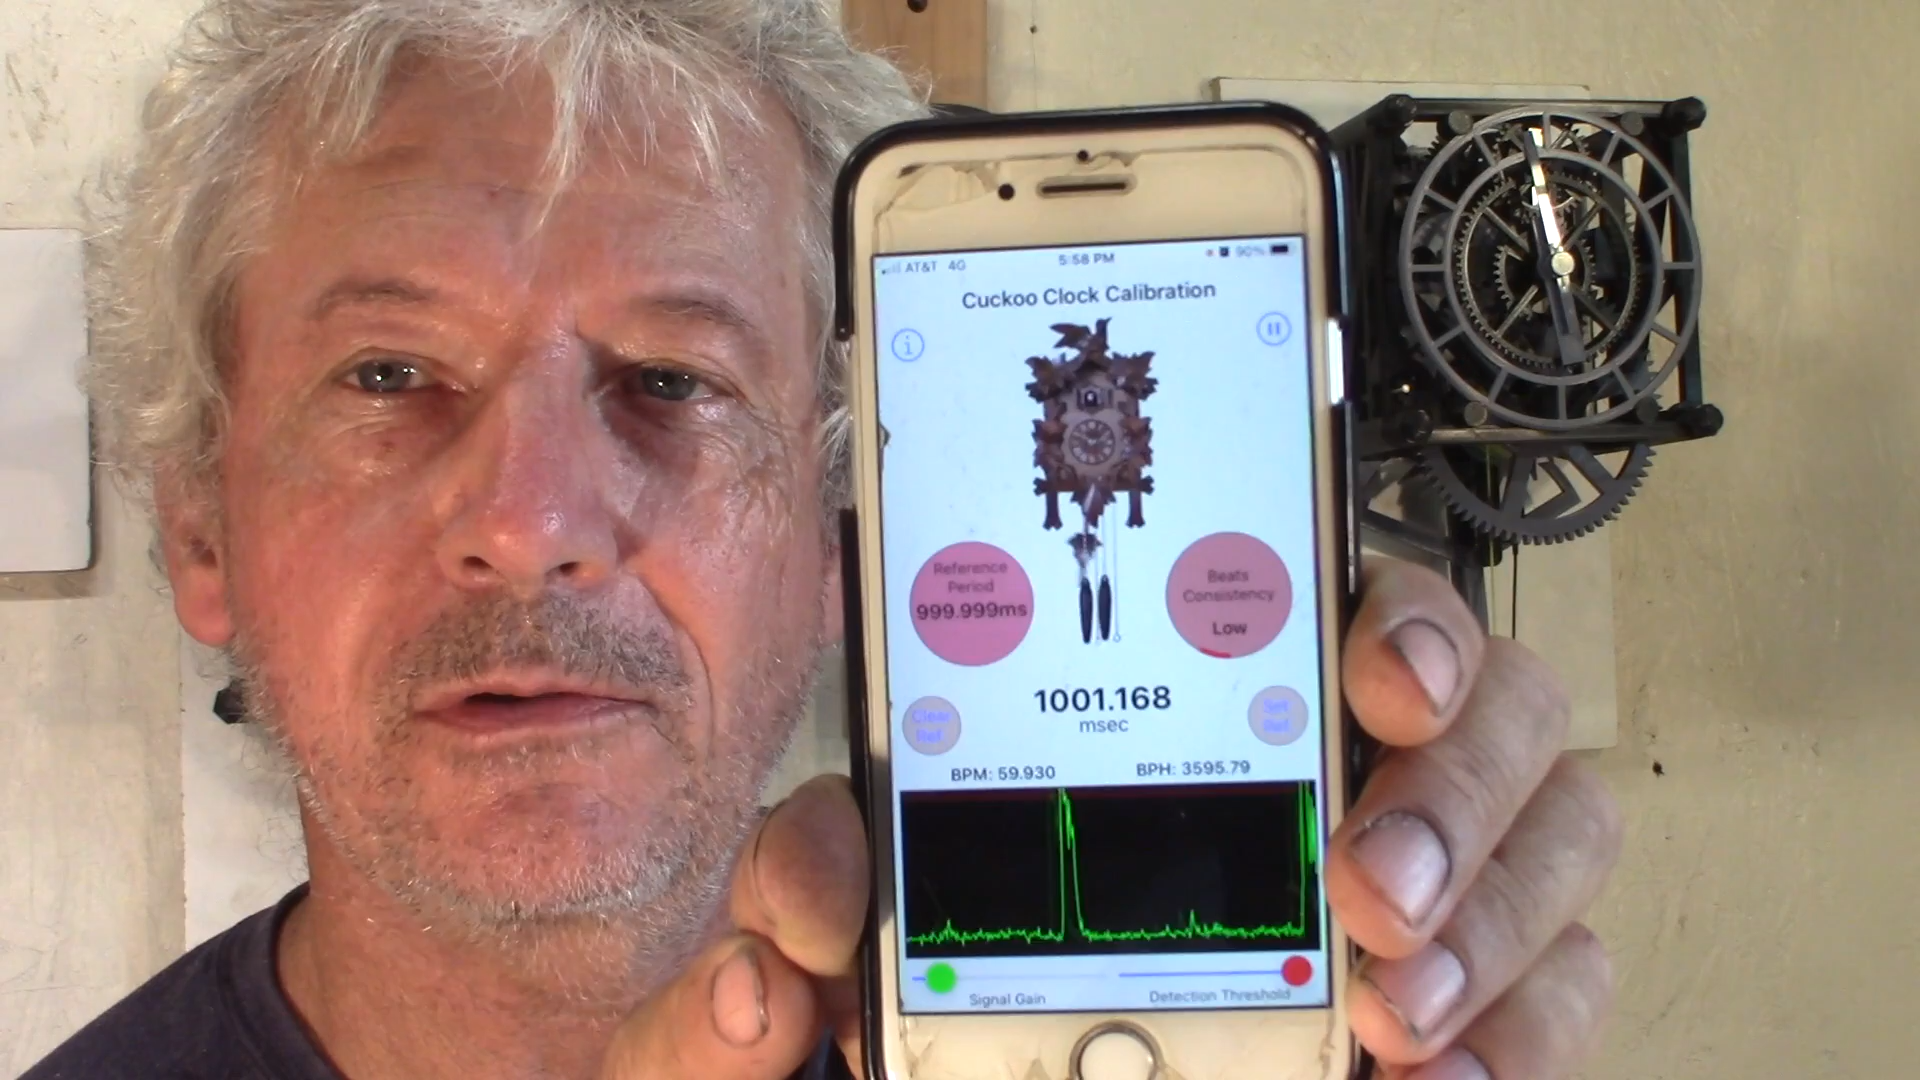 AT&T 4G 5:58 PM 90%
Cuckoo Clock Calibration
i
Reference
Period
999.999ms
Beats
Consistency
Low
1001.168
msec
Clear
Ref.
Set
Ref.
BPM: 59.930 BPH: 3595.79
Signal Gain Detection Threshold